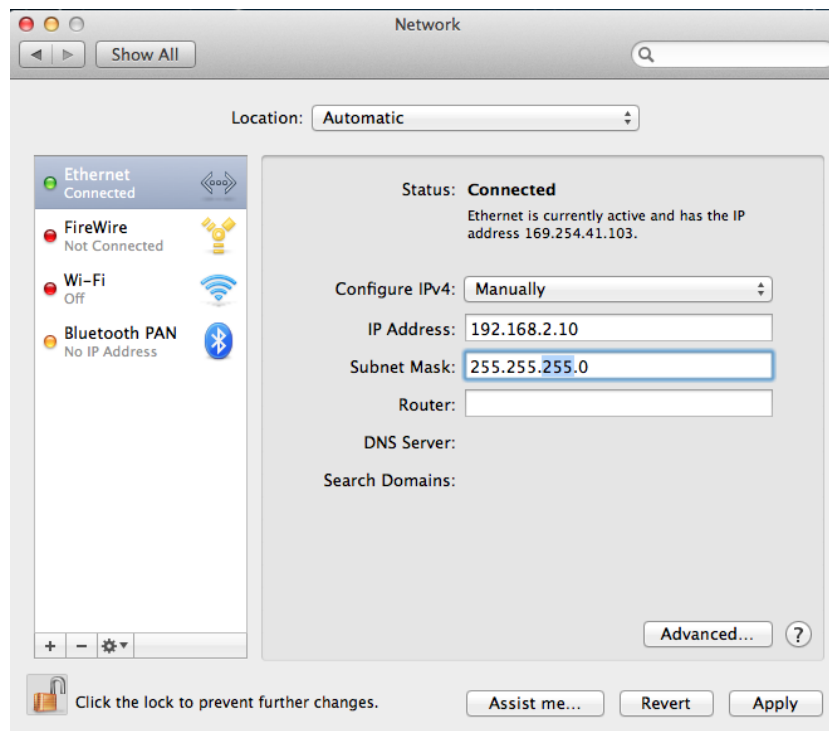 Network
Show All
Location: Automatic
Ethernet
Connected
FireWire
Not Connected
Wi-Fi
Off
Bluetooth PAN
No IP Address
Status: Connected
Ethernet is currently active and has the IP
address 169.254.41.103.
Configure IPv4: Manually
IP Address: 192.168.2.10
Subnet Mask: 255.255.255.0
Router:
DNS Server:
Search Domains:
Advanced... ?
Click the lock to prevent further changes.
Assist me... Revert Apply